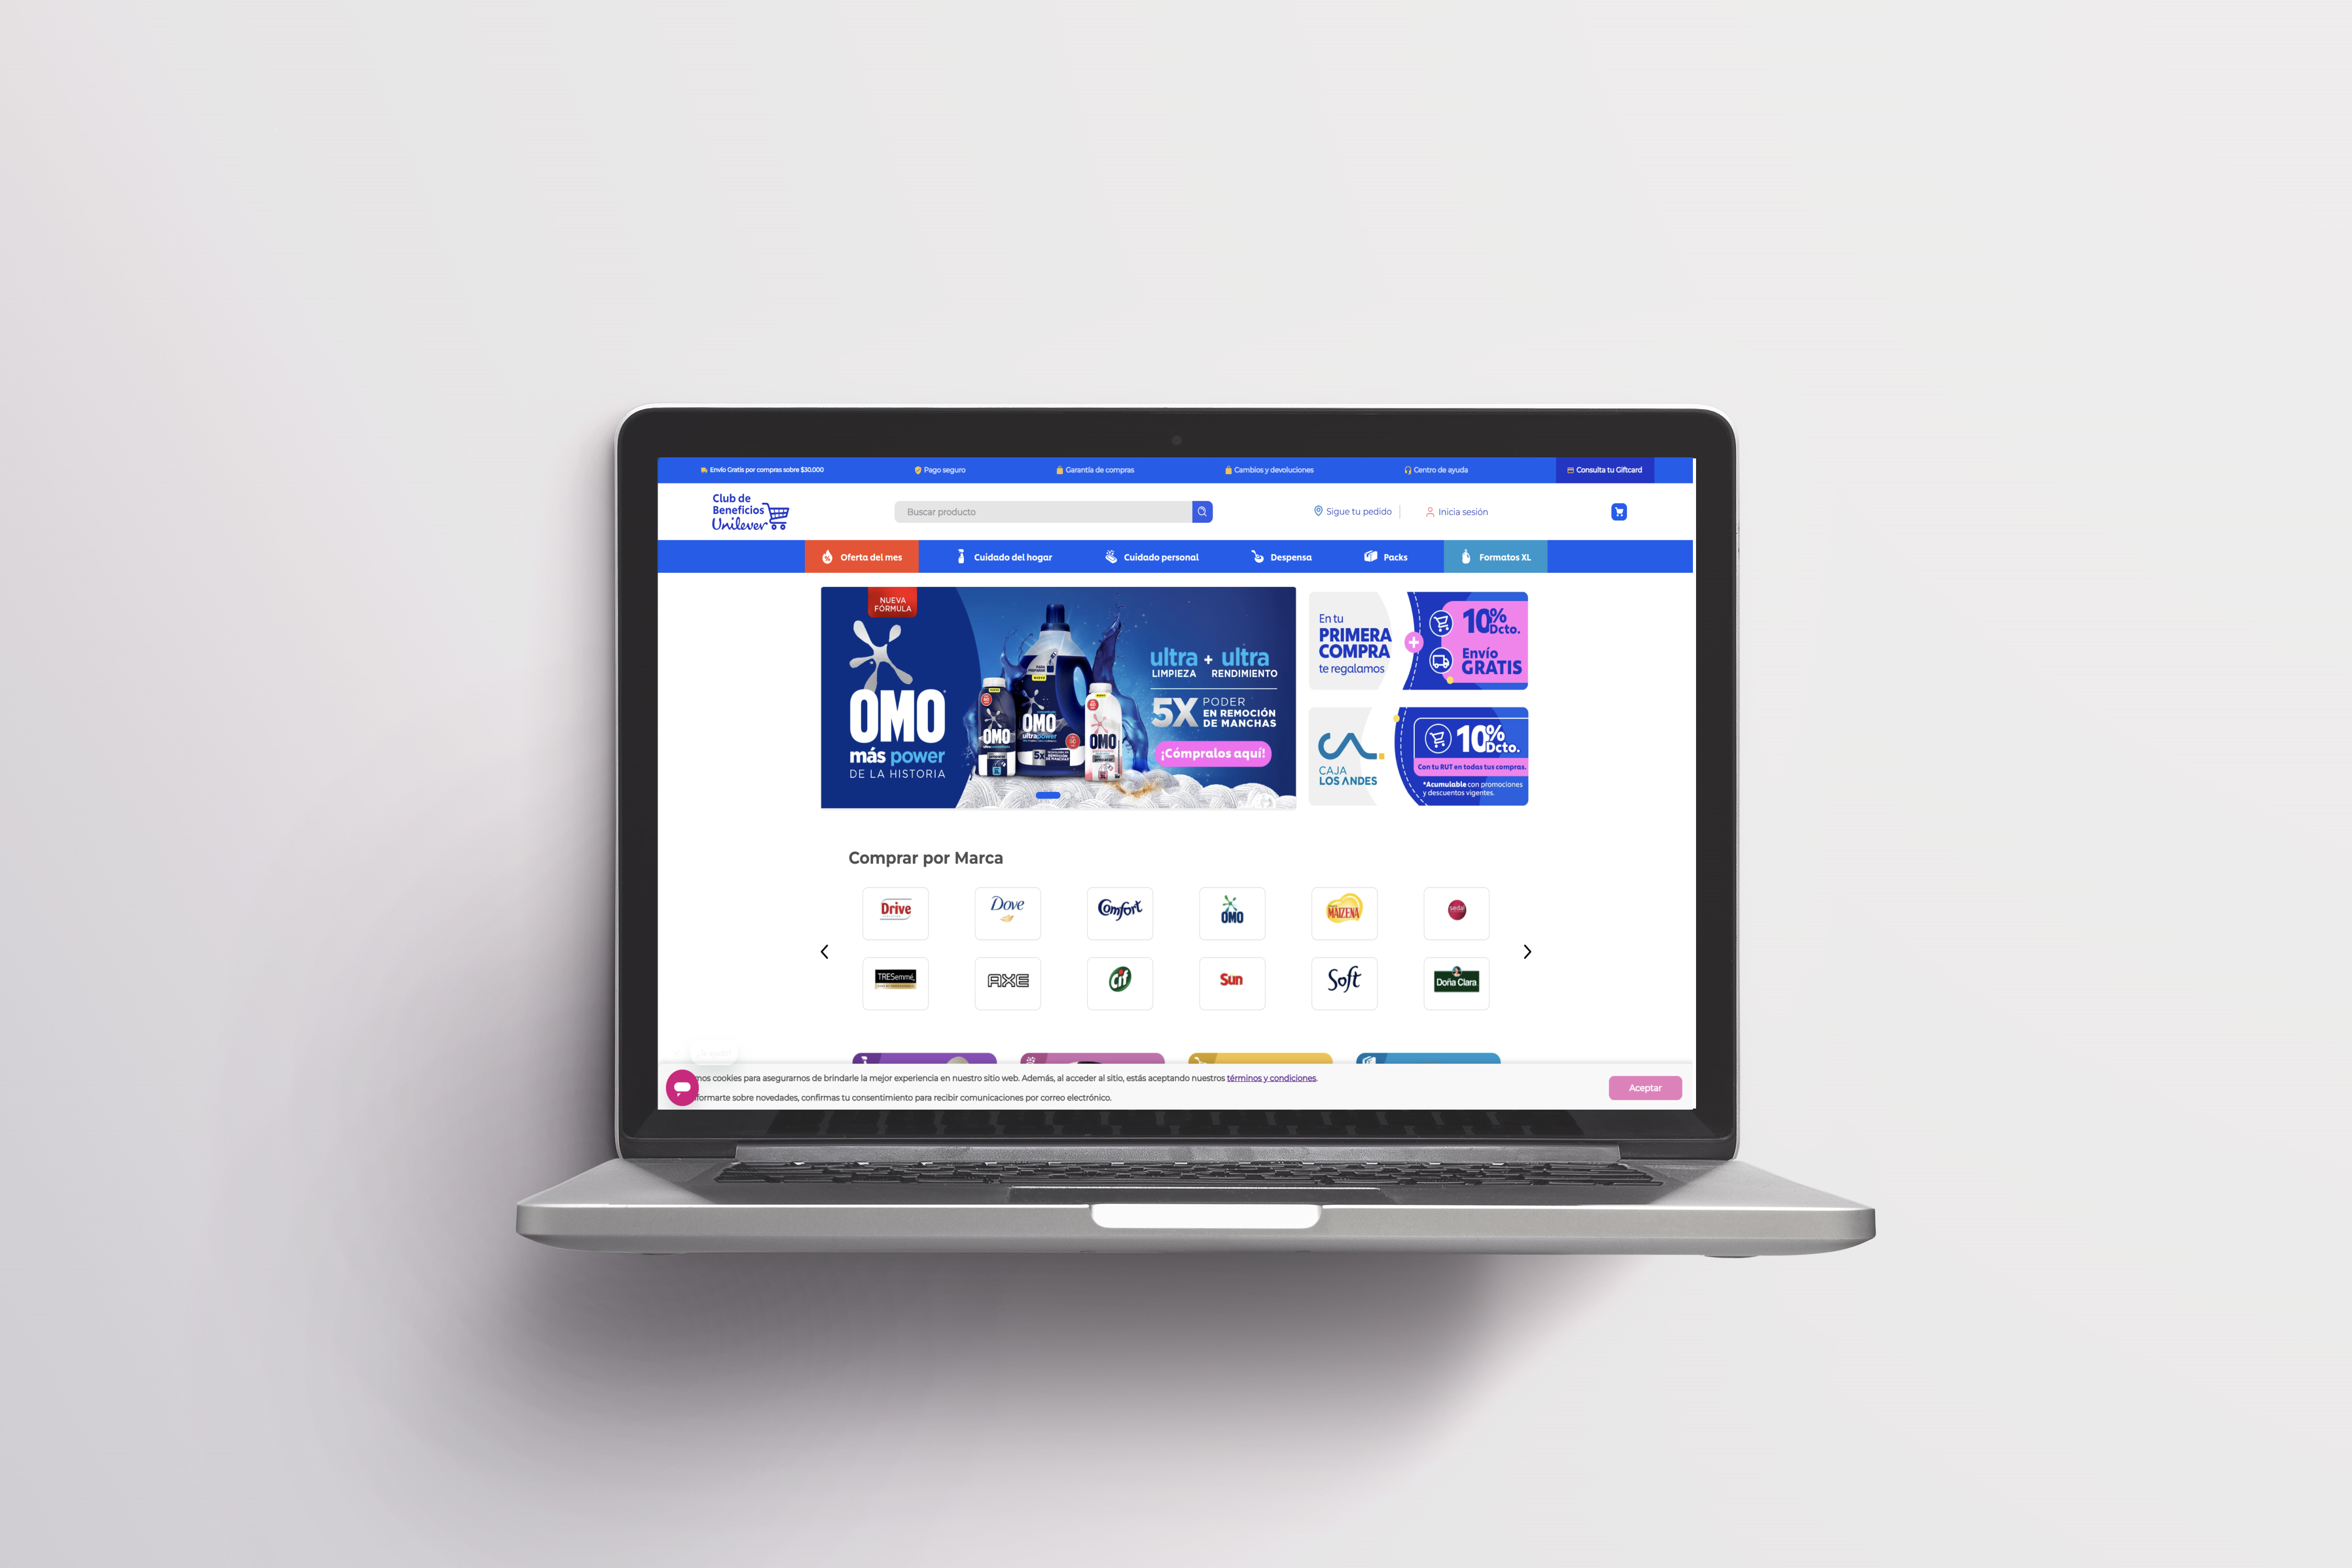 Envío Gratis por compras sobre $30.000
Pago seguro
Garantía de compras
Cambios y devoluciones
Centro de ayuda
Consulta tu Giftcard
Club de
Beneficios
Unilever
Buscar producto
Sigue tu pedido
Inicia sesión
Oferta del mes
Cuidado del hogar
Cuidado personal
Despensa
Packs
Formatos XL
NUEVA
FÓRMULA
OMO
más power
DE LA HISTORIA
OMO
OMO
ultrapower
5X
OMO
ultra + ultra
LIMPIEZA RENDIMIENTO
5X PODER
EN REMOCIÓN
DE MANCHAS
¡Cómpralos aquí!
En tu
PRIMERA
COMPRA
te regalamos
+
10%
Dcto.
Envío
GRATIS
CAJA
LOS ANDES
10%
Dcto.
Con tu RUT en todas tus compras.
*Acumulable con promociones
y descuentos vigentes.
Comprar por Marca
Drive
Dove
Comfort
OMO
MAIZENA
sedal
TRESemmé
AXE
Cif
Sun
Soft
Doña Clara
mos cookies para asegurarnos de brindarle la mejor experiencia en nuestro sitio web. Además, al acceder al sitio, estás aceptando nuestros términos y condiciones.
formarte sobre novedades, confirmas tu consentimiento para recibir comunicaciones por correo electrónico.
Aceptar